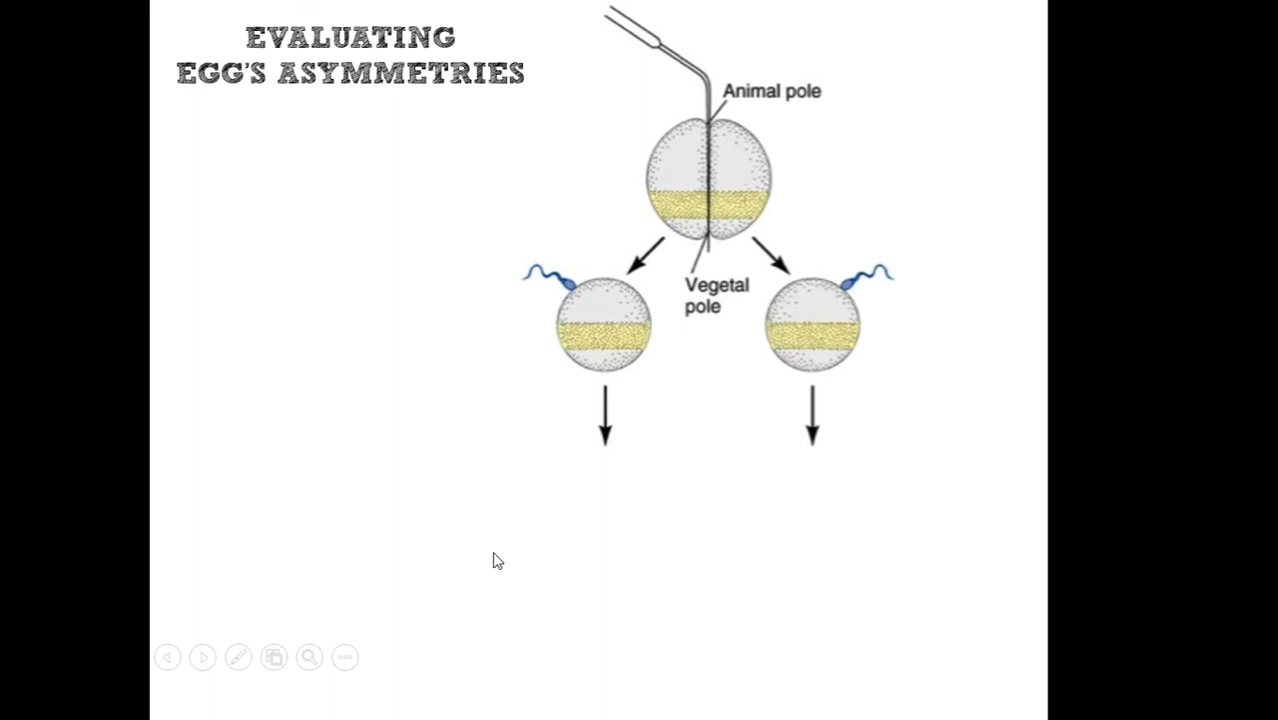 EVALUATING
EGG'S ASYMMETRIES
Animal pole
Vegetal
pole